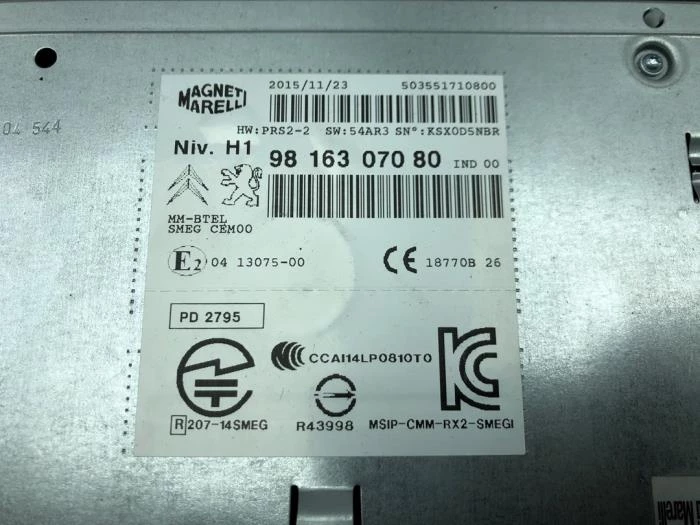 04 544
MAGNETI MARELLI
2015/11/23 503551710800
HW:PRS2-2 SW:54AR3 SN°:KSX0D5NBR
Niv. H1 98 163 070 80 IND 00
MM-BTEL
SMEG CEM00
E2 04 13075-00 CE 18770B 26
PD 2795
CCAI14LP0810T0
R 207-14SMEG R43998 MSIP-CMM-RX2-SMEGI
Marelli